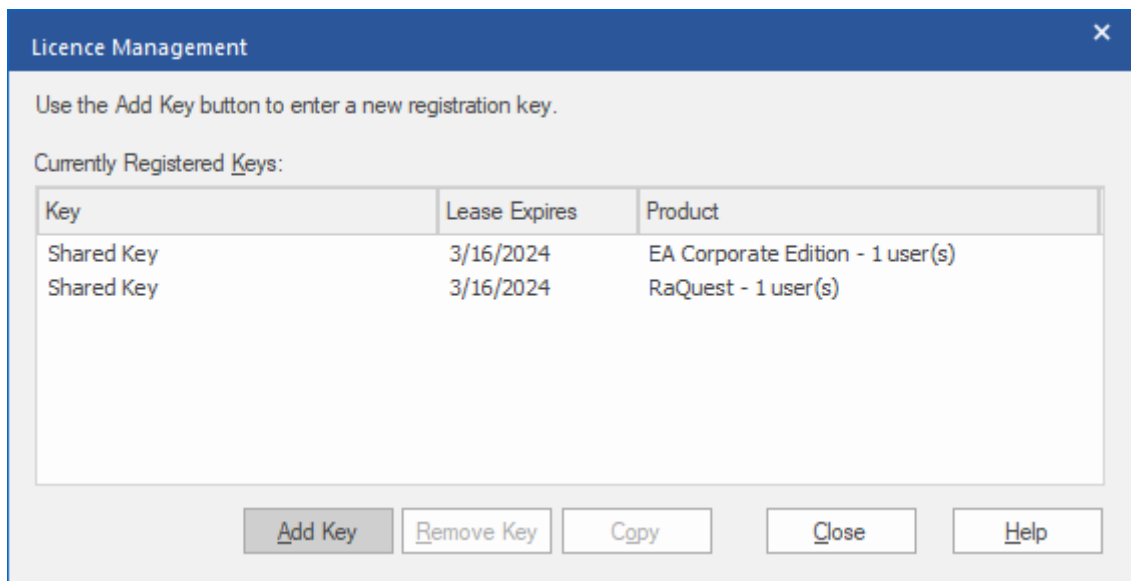 Licence Management
Use the Add Key button to enter a new registration key.
Currently Registered Keys:
Key Lease Expires Product
Shared Key 3/16/2024 EA Corporate Edition - 1 user(s)
Shared Key 3/16/2024 RaQuest - 1 user(s)
Add Key Remove Key Copy Close Help